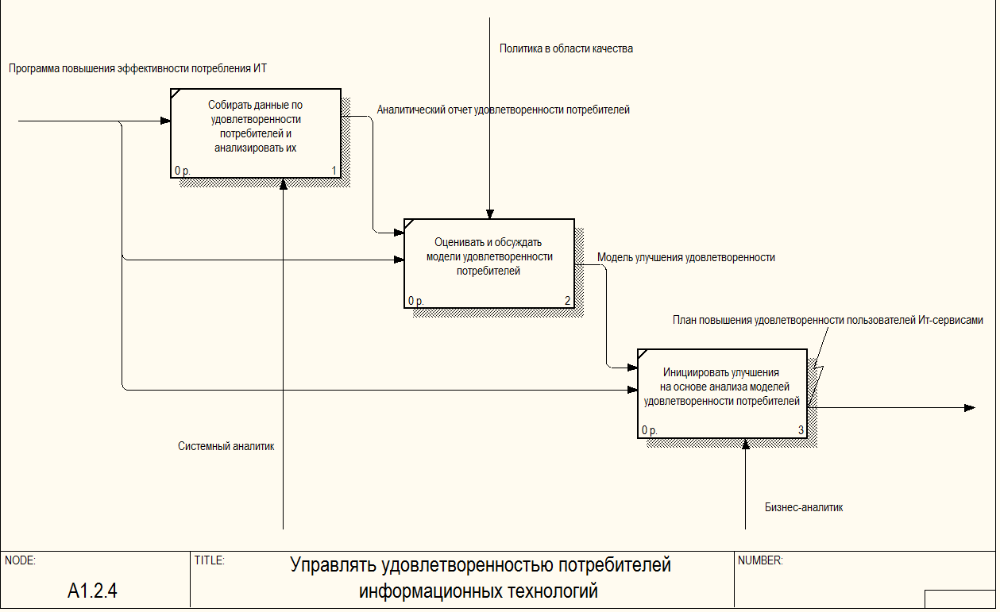 Политика в области качества
Программа повышения эффективности потребления ИТ
Собирать данные по
удовлетворенности
потребителей и
анализировать их
0 р.
1
Аналитический отчет удовлетворенности потребителей
Оценивать и обсуждать
модели удовлетворенности
потребителей
0 р.
2
Модель улучшения удовлетворенности
План повышения удовлетворенности пользователей Ит-сервисами
Инициировать улучшения
на основе анализа моделей
удовлетворенности потребителей
0 р.
3
Системный аналитик
Бизнес-аналитик
NODE:
A1.2.4
TITLE:
Управлять удовлетворенностью потребителей
информационных технологий
NUMBER: